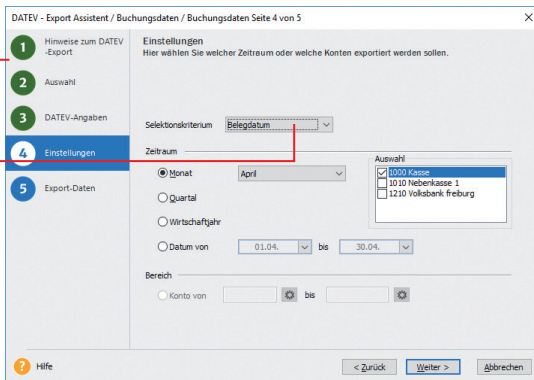 DATEV - Export Assistent / Buchungsdaten / Buchungsdaten Seite 4 von 5
1
Hinweise zum DATEV
-Export
2
Auswahl
3
DATEV-Angaben
4
Einstellungen
5
Export-Daten
Einstellungen
Hier wählen Sie welcher Zeitraum oder welche Konten exportiert werden sollen.
Selektionskriterium Belegdatum
Zeitraum
Monat April
Quartal
Wirtschaftjahr
Datum von 01.04. bis 30.04.
Auswahl
1000 Kasse
1010 Nebenkasse 1
1210 Volksbank freiburg
Bereich
Konto von bis
? Hilfe
< Zurück Weiter > Abbrechen